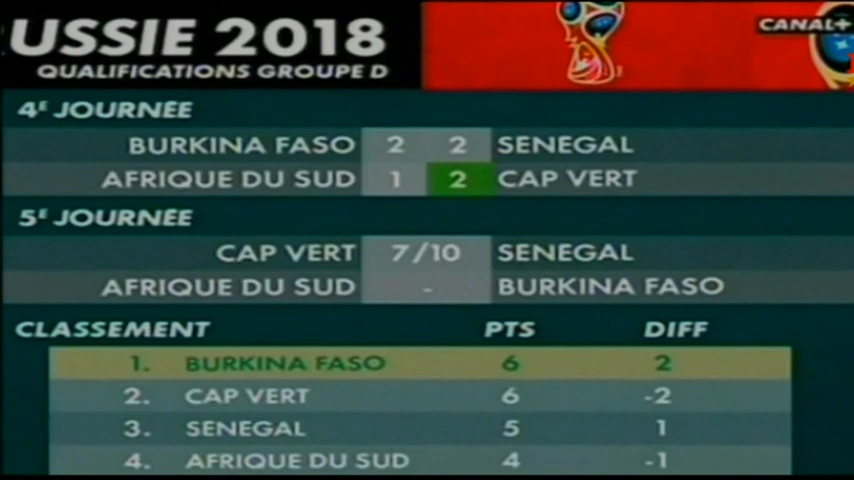 USSIE 2018
CANAL+
QUALIFICATIONS GROUPE D
4E JOURNÉE
BURKINA FASO 2 2 SENEGAL
AFRIQUE DU SUD 1 2 CAP VERT
5E JOURNÉE
CAP VERT 7/10 SENEGAL
AFRIQUE DU SUD - BURKINA FASO
CLASSEMENT PTS DIFF
1. BURKINA FASO 6 2
2. CAP VERT 6 -2
3. SENEGAL 5 1
4. AFRIQUE DU SUD 4 -1